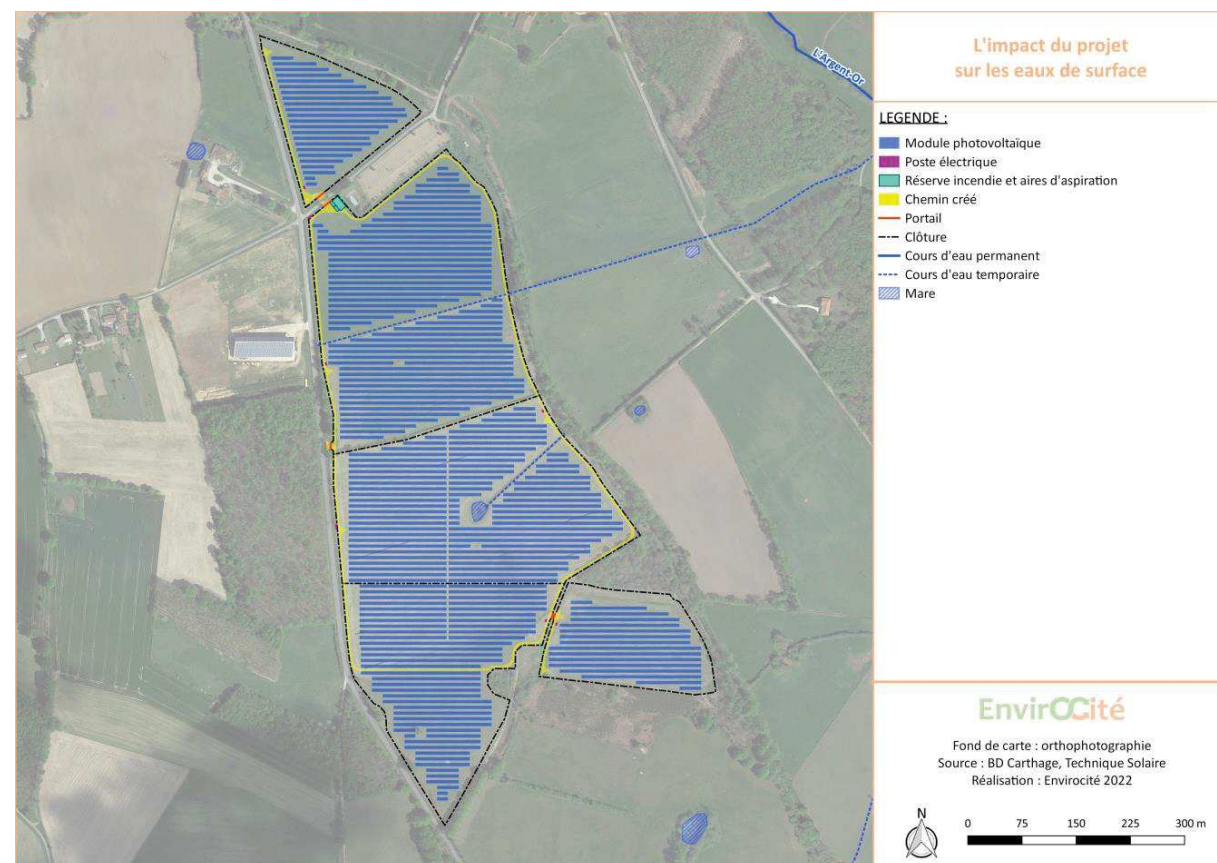 L'impact du projet
sur les eaux de surface
L'Argent-Or
LEGENDE :
Module photovoltaïque
Poste électrique
Réserve incendie et aires d'aspiration
Chemin créé
Portail
Clôture
Cours d'eau permanent
Cours d'eau temporaire
Mare
EnvirOCité
Fond de carte : orthophotographie
Source : BD Carthage, Technique Solaire
Réalisation : Envirocité 2022
N
0 75 150 225 300 m